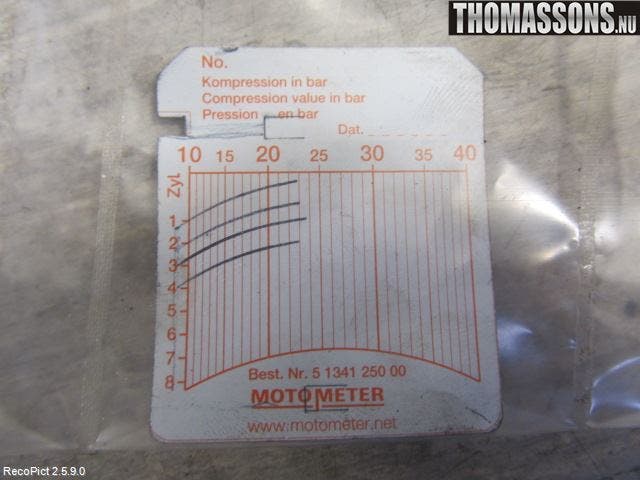 THOMASSONS.NU
No.
Kompression in bar
Compression value in bar
Pression en bar
Dat.
10 15 20 25 30 35 40
Zyl
1
2
3
4
5
6
7
8
Best. Nr. 5 1341 250 00
MOTOMETER
www.motometer.net
RecoPict 2.5.9.0